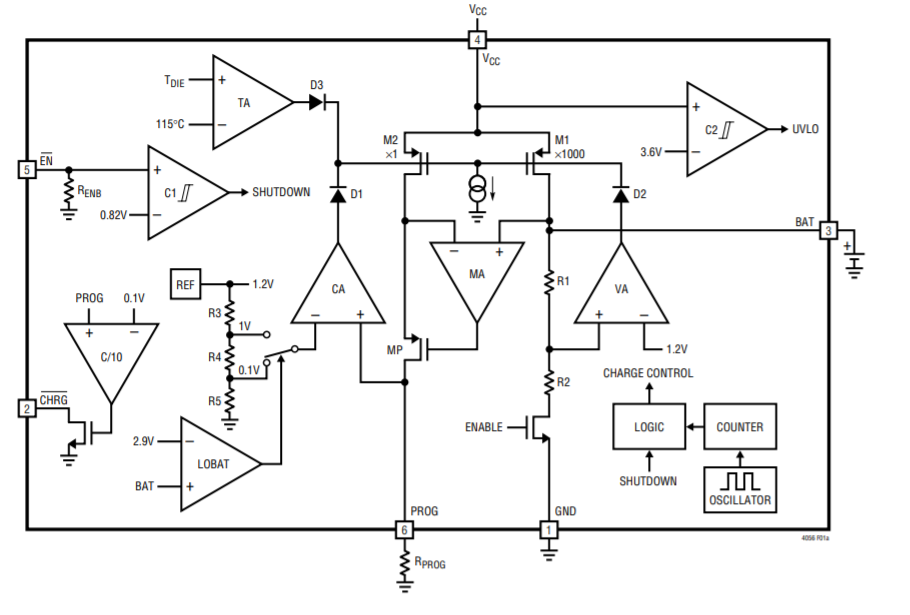 VCC
4
VCC
TDIE
+
TA
115°C
−
D3
M2
×1
M1
×1000
+
C2
3.6V
−
UVLO
5
EN
RENB
+
C1
0.82V
−
SHUTDOWN
D1
D2
BAT
3
+
REF
1.2V
R3
1V
R4
0.1V
R5
CA
−
+
−
+
MA
MP
R1
R2
VA
+
−
1.2V
PROG
0.1V
+
−
C/10
2
CHRG
2.9V
−
LOBAT
BAT
+
ENABLE
CHARGE CONTROL
LOGIC
COUNTER
SHUTDOWN
OSCILLATOR
PROG
6
GND
1
RPROG
4056 F01a